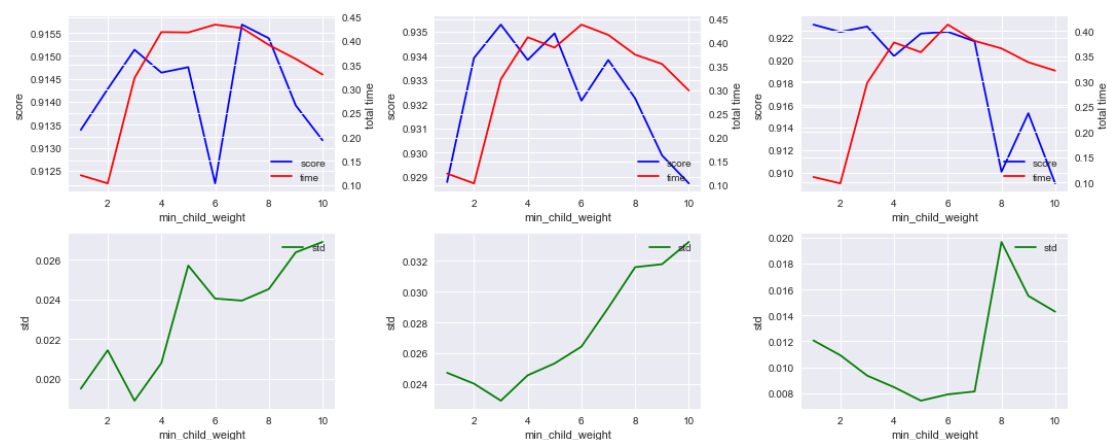 0.9155
0.9150
0.9145
0.9140
0.9135
0.9130
0.9125
score
0.45
0.40
0.35
0.30
0.25
0.20
0.15
0.10
total time
score
time
2 4 6 8 10
min_child_weight
0.935
0.934
0.933
0.932
0.931
0.930
0.929
score
0.45
0.40
0.35
0.30
0.25
0.20
0.15
0.10
total time
score
time
2 4 6 8 10
min_child_weight
0.922
0.920
0.918
0.916
0.914
0.912
0.910
score
0.40
0.35
0.30
0.25
0.20
0.15
0.10
total time
score
time
2 4 6 8 10
min_child_weight
0.026
0.024
0.022
0.020
std
std
2 4 6 8 10
min_child_weight
0.032
0.030
0.028
0.026
0.024
std
std
2 4 6 8 10
min_child_weight
0.020
0.018
0.016
0.014
0.012
0.010
0.008
std
std
2 4 6 8 10
min_child_weight